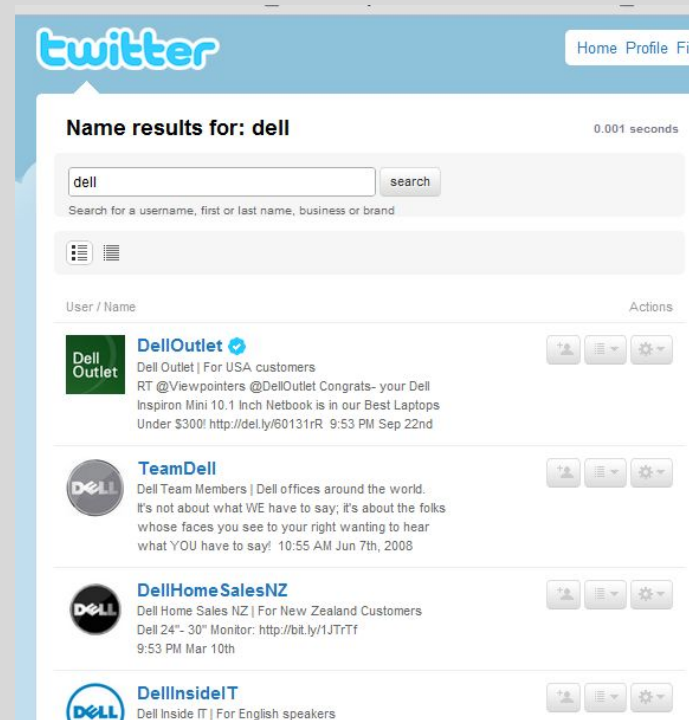 twitter
Home Profile Fi
Name results for: dell
0.001 seconds
dell
search
Search for a username, first or last name, business or brand
User / Name
Actions
Dell
Outlet
DellOutlet
Dell Outlet | For USA customers
RT @Viewpointers @DellOutlet Congrats- your Dell
Inspiron Mini 10.1 Inch Netbook is in our Best Laptops
Under $300! http://del.ly/60131rR 9:53 PM Sep 22nd
DELL
TeamDell
Dell Team Members | Dell offices around the world.
It's not about what WE have to say; it's about the folks
whose faces you see to your right wanting to hear
what YOU have to say! 10:55 AM Jun 7th, 2008
DELL
DellHomeSalesNZ
Dell Home Sales NZ | For New Zealand Customers
Dell 24"- 30" Monitor: http://bit.ly/1JTrTf
9:53 PM Mar 10th
DELL
DellInsideIT
Dell Inside IT | For English speakers